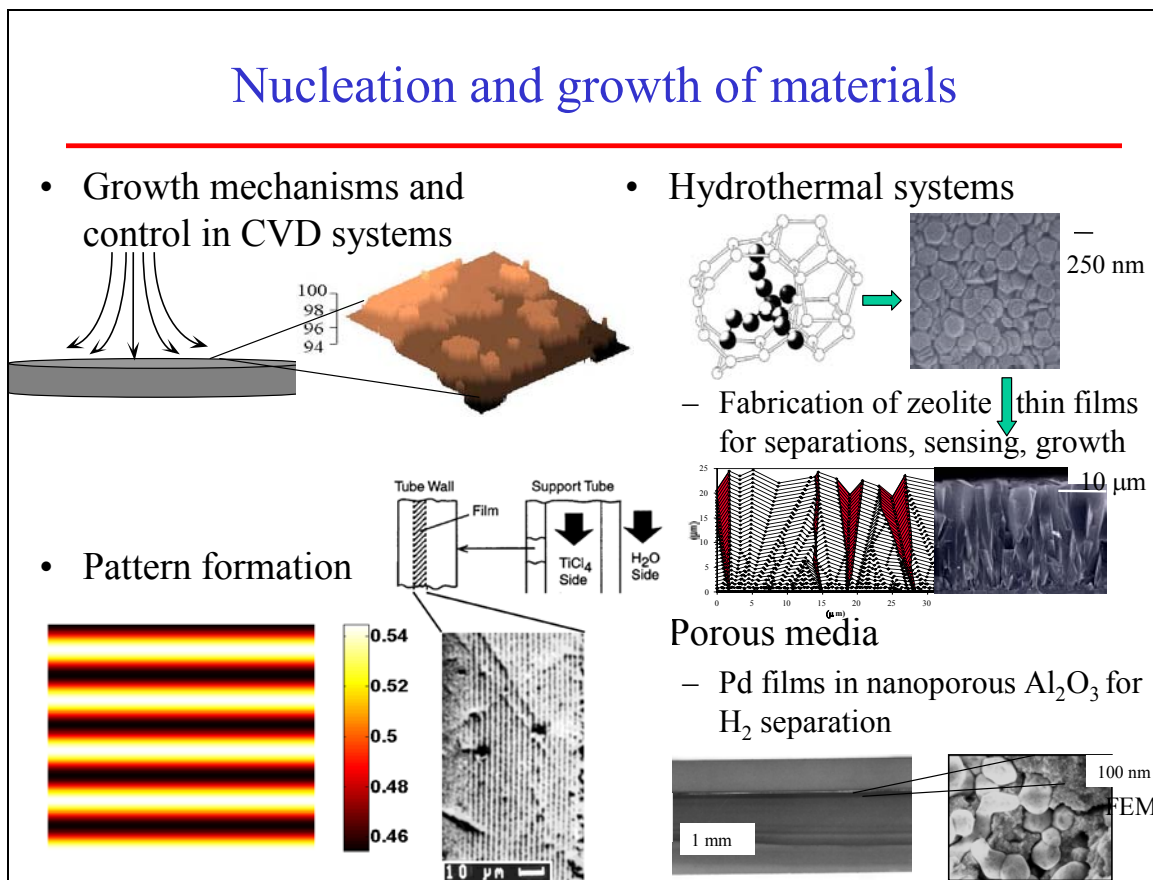 Nucleation and growth of materials
• Growth mechanisms and
control in CVD systems
100
98
96
94
• Pattern formation
0.54
0.52
0.5
0.48
0.46
Tube Wall
Film
Support Tube
TiCl4
Side
H2O
Side
10 µm
• Hydrothermal systems
250 nm
– Fabrication of zeolite thin films
for separations, sensing, growth
25
20
15
10
5
0
(µm)
0 5 10 15 20 25 30
(µm)
10 µm
Porous media
– Pd films in nanoporous Al2O3 for
H2 separation
1 mm
100 nm
FEM